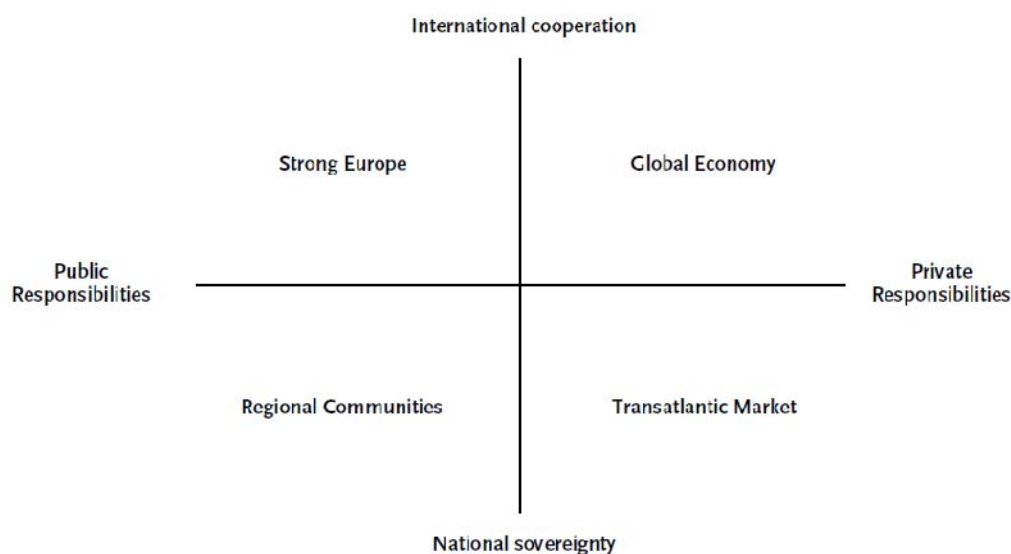 International cooperation
Strong Europe
Global Economy
Public
Responsibilities
Private
Responsibilities
Regional Communities
Transatlantic Market
National sovereignty